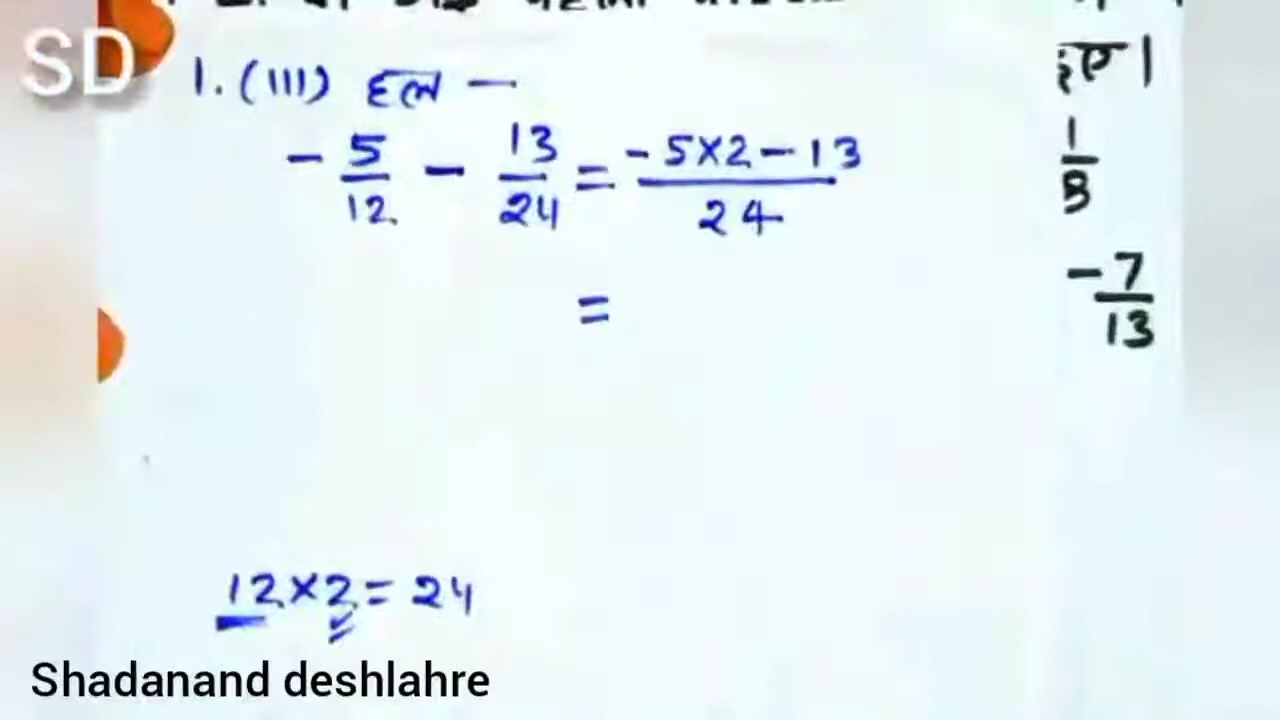 SD
1. (iii) हल —
- 5/12 - 13/24 = - 5×2 - 13/24
=
12×2 = 24
1/8
- 7/13
Shadanand deshlahre